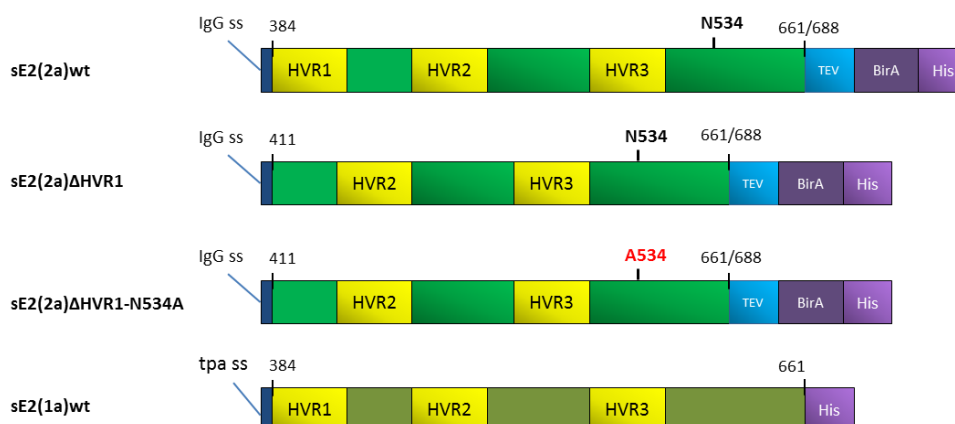 IgG ss 384 N534 661/688
sE2(2a)wt HVR1 HVR2 HVR3 TEV BirA His
IgG ss 411 N534 661/688
sE2(2a)ΔHVR1 HVR2 HVR3 TEV BirA His
IgG ss 411 A534 661/688
sE2(2a)ΔHVR1-N534A HVR2 HVR3 TEV BirA His
tpa ss 384 661
sE2(1a)wt HVR1 HVR2 HVR3 His